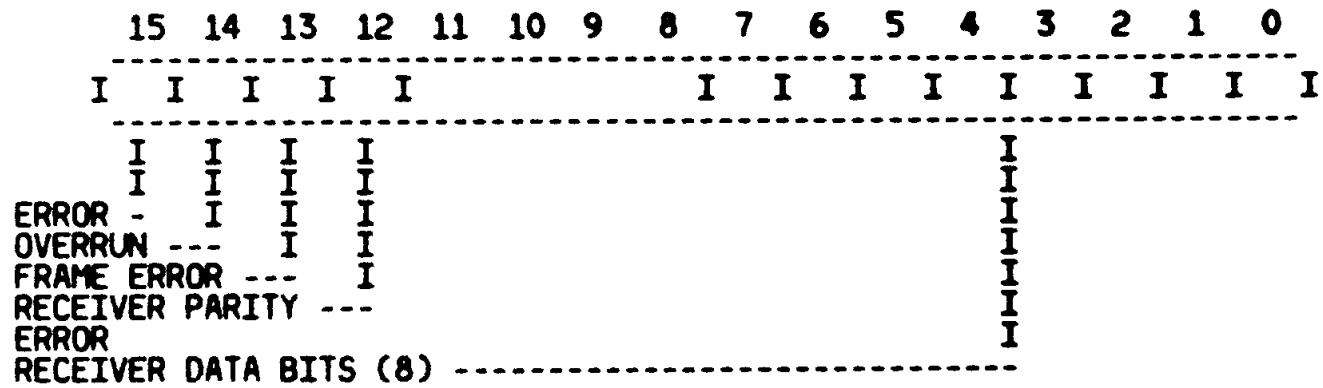 15 14 13 12 11 10 9 8 7 6 5 4 3 2 1 0
-------------------------------------------------------------------------------
I I I I I I I I I I I I I I
-------------------------------------------------------------------------------
I I I I I
I I I I I
ERROR - I I I I
OVERRUN --- I I I
FRAME ERROR --- I I
RECEIVER PARITY --- I
ERROR I
RECEIVER DATA BITS (8) -------------------------------------